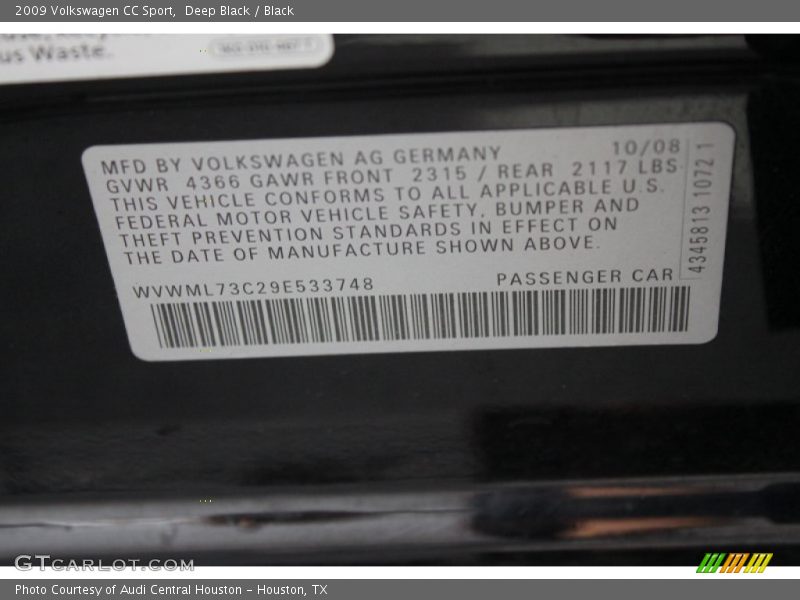 2009 Volkswagen CC Sport, Deep Black / Black
us Waste.
MFD BY VOLKSWAGEN AG GERMANY 10/08
GVWR 4366 GAWR FRONT 2315 / REAR 2117 LBS
THIS VEHICLE CONFORMS TO ALL APPLICABLE U.S.
FEDERAL MOTOR VEHICLE SAFETY, BUMPER AND
THEFT PREVENTION STANDARDS IN EFFECT ON
THE DATE OF MANUFACTURE SHOWN ABOVE.
WVWML73C29E533748 PASSENGER CAR
4345813 1072 1
GTCARLOT.COM
Photo Courtesy of Audi Central Houston - Houston, TX